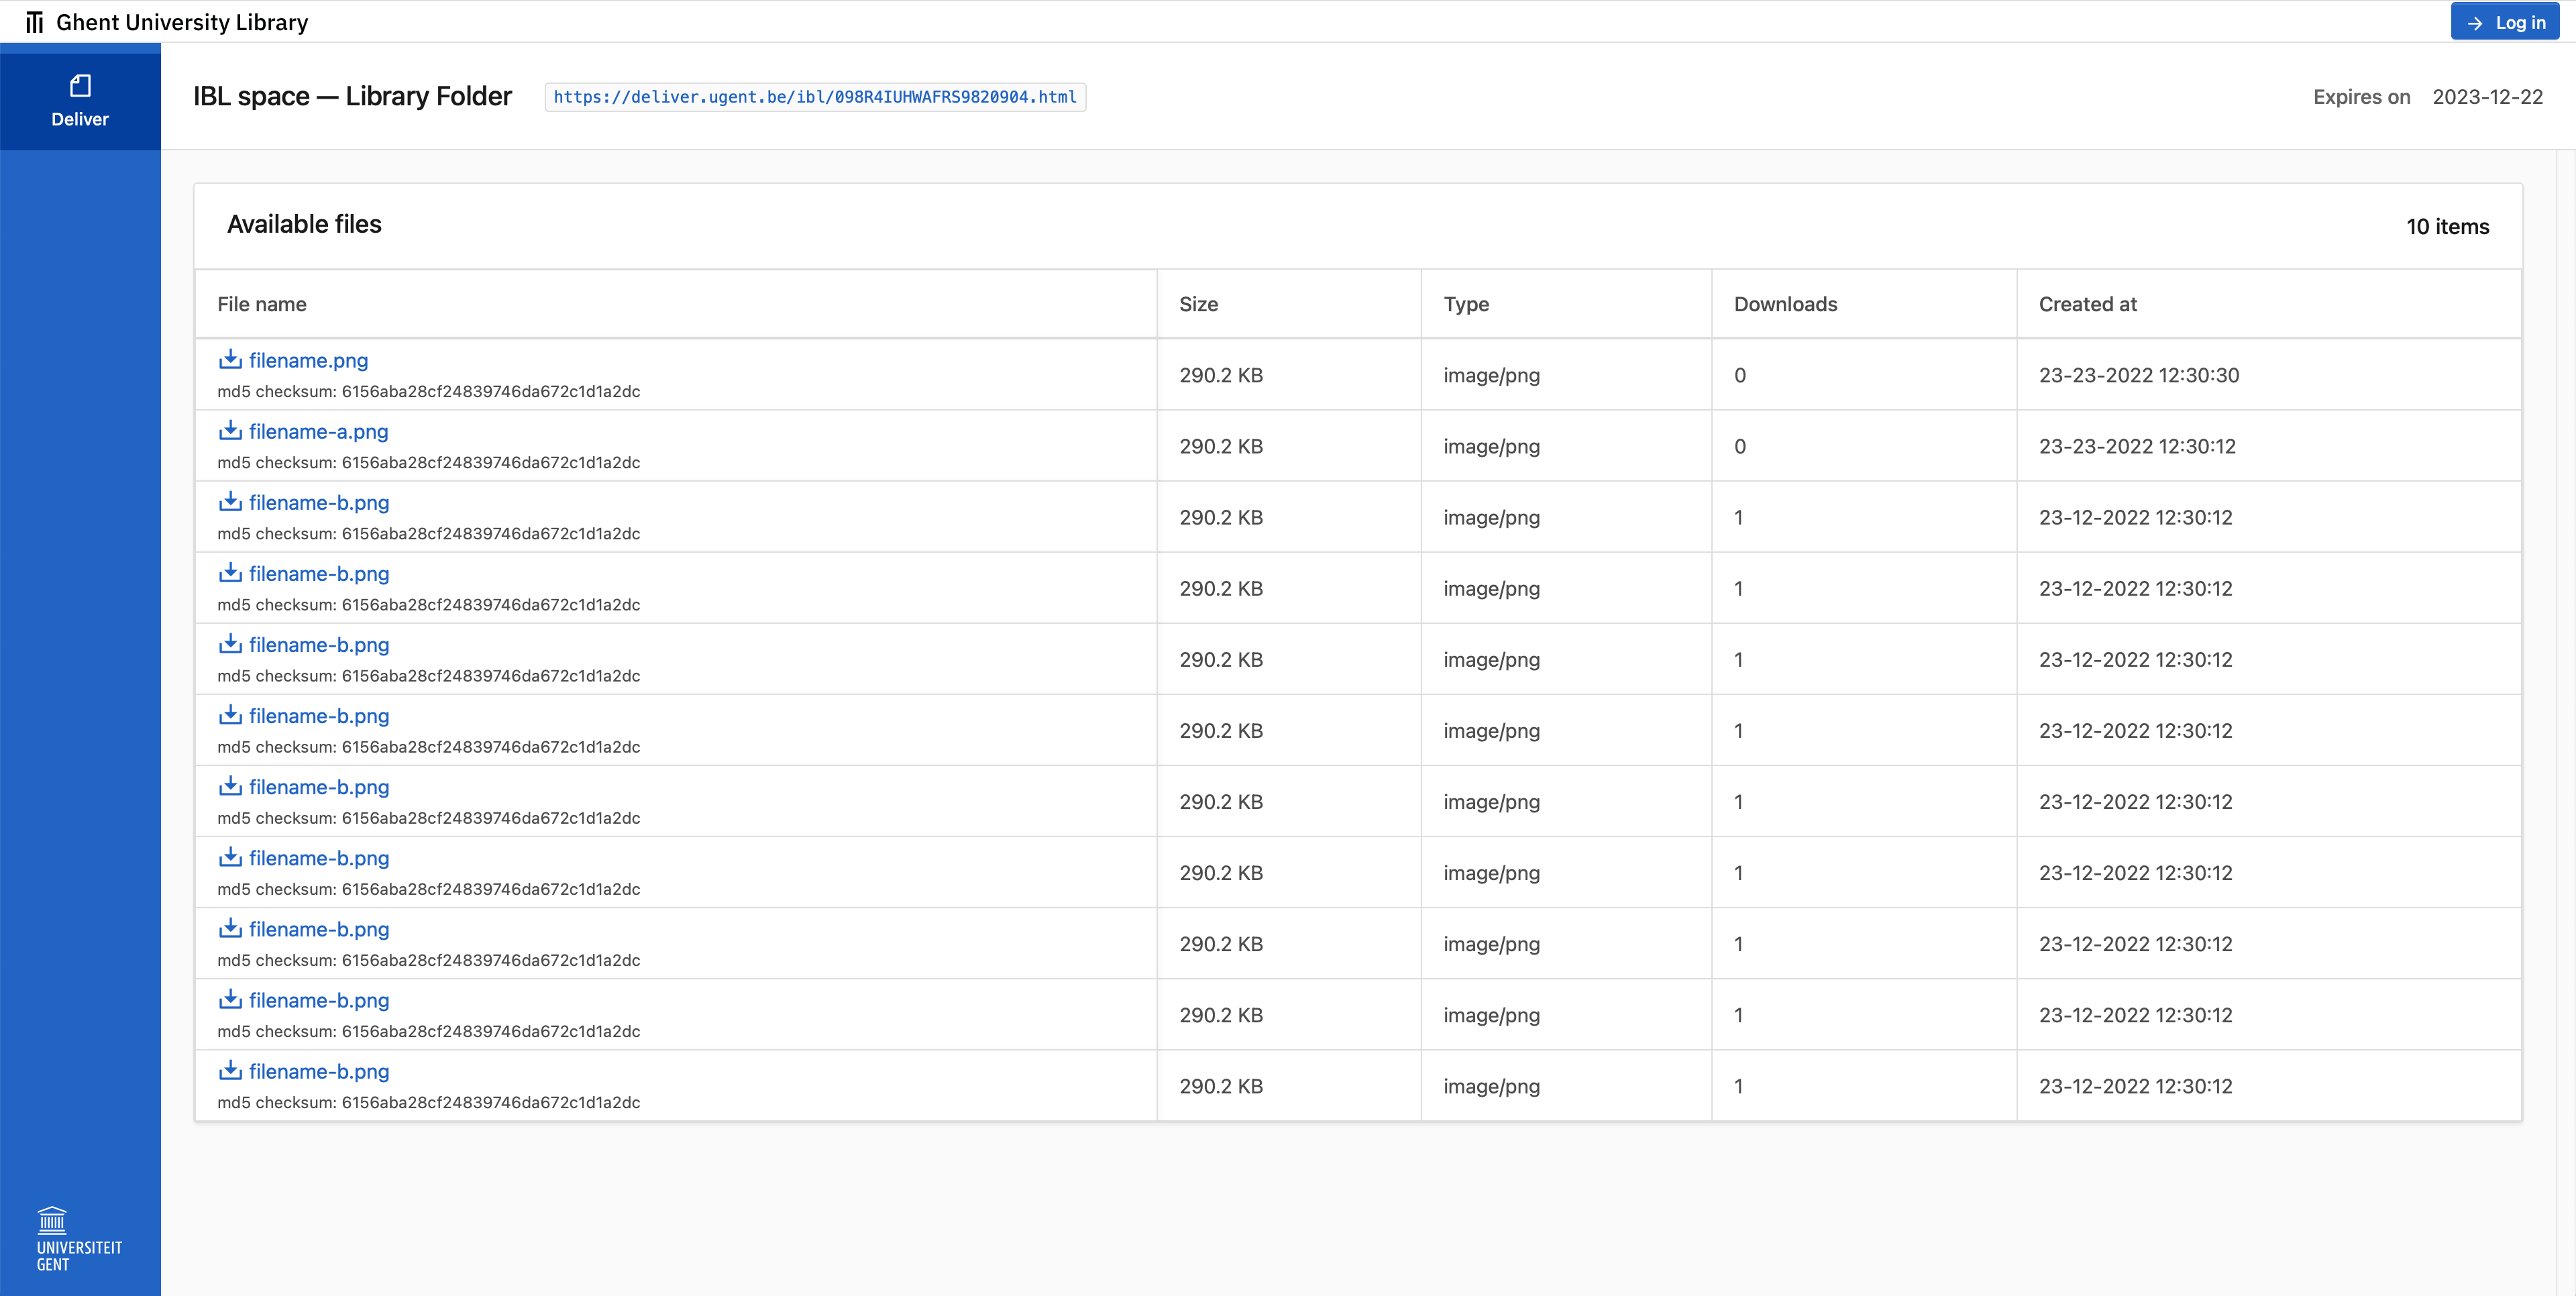 Ghent University Library
Log in
Deliver
IBL space — Library Folder https://deliver.ugent.be/ibl/098R4IUHWAFRS9820904.html Expires on 2023-12-22
Available files 10 items
File name Size Type Downloads Created at
filename.png
md5 checksum: 6156aba28cf24839746da672c1d1a2dc
290.2 KB image/png 0 23-23-2022 12:30:30
filename-a.png
md5 checksum: 6156aba28cf24839746da672c1d1a2dc
290.2 KB image/png 0 23-23-2022 12:30:12
filename-b.png
md5 checksum: 6156aba28cf24839746da672c1d1a2dc
290.2 KB image/png 1 23-12-2022 12:30:12
filename-b.png
md5 checksum: 6156aba28cf24839746da672c1d1a2dc
290.2 KB image/png 1 23-12-2022 12:30:12
filename-b.png
md5 checksum: 6156aba28cf24839746da672c1d1a2dc
290.2 KB image/png 1 23-12-2022 12:30:12
filename-b.png
md5 checksum: 6156aba28cf24839746da672c1d1a2dc
290.2 KB image/png 1 23-12-2022 12:30:12
filename-b.png
md5 checksum: 6156aba28cf24839746da672c1d1a2dc
290.2 KB image/png 1 23-12-2022 12:30:12
filename-b.png
md5 checksum: 6156aba28cf24839746da672c1d1a2dc
290.2 KB image/png 1 23-12-2022 12:30:12
filename-b.png
md5 checksum: 6156aba28cf24839746da672c1d1a2dc
290.2 KB image/png 1 23-12-2022 12:30:12
filename-b.png
md5 checksum: 6156aba28cf24839746da672c1d1a2dc
290.2 KB image/png 1 23-12-2022 12:30:12
filename-b.png
md5 checksum: 6156aba28cf24839746da672c1d1a2dc
290.2 KB image/png 1 23-12-2022 12:30:12
UNIVERSITEIT
GENT